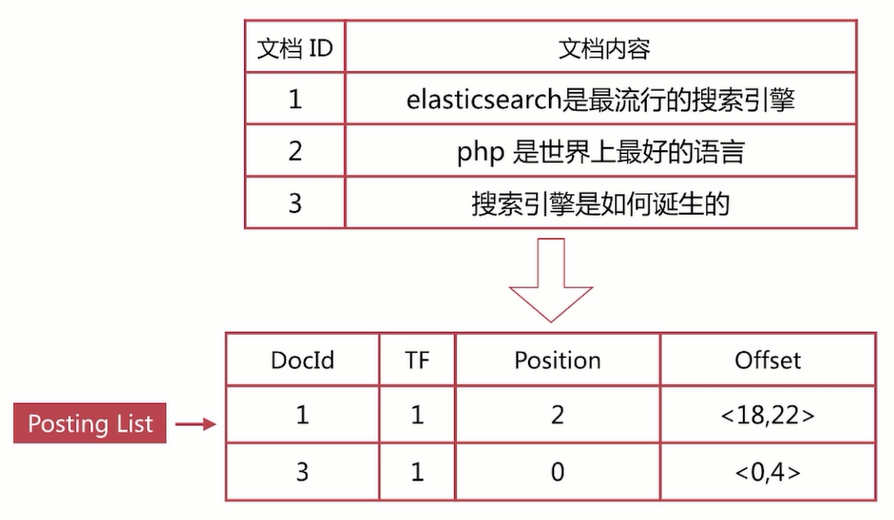 文档 ID 文档内容
1 elasticsearch是最流行的搜索引擎
2 php 是世界上最好的语言
3 搜索引擎是如何诞生的
DocId TF Position Offset
1 1 2 <18,22>
Posting List
3 1 0 <0,4>